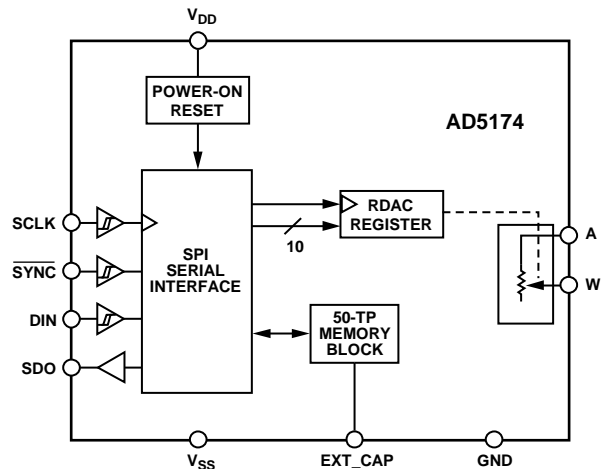 VDD
POWER-ON
RESET
AD5174
SCLK
SYNC
DIN
SDO
SPI
SERIAL
INTERFACE
10
RDAC
REGISTER
A
W
50-TP
MEMORY
BLOCK
VSS
EXT_CAP
GND